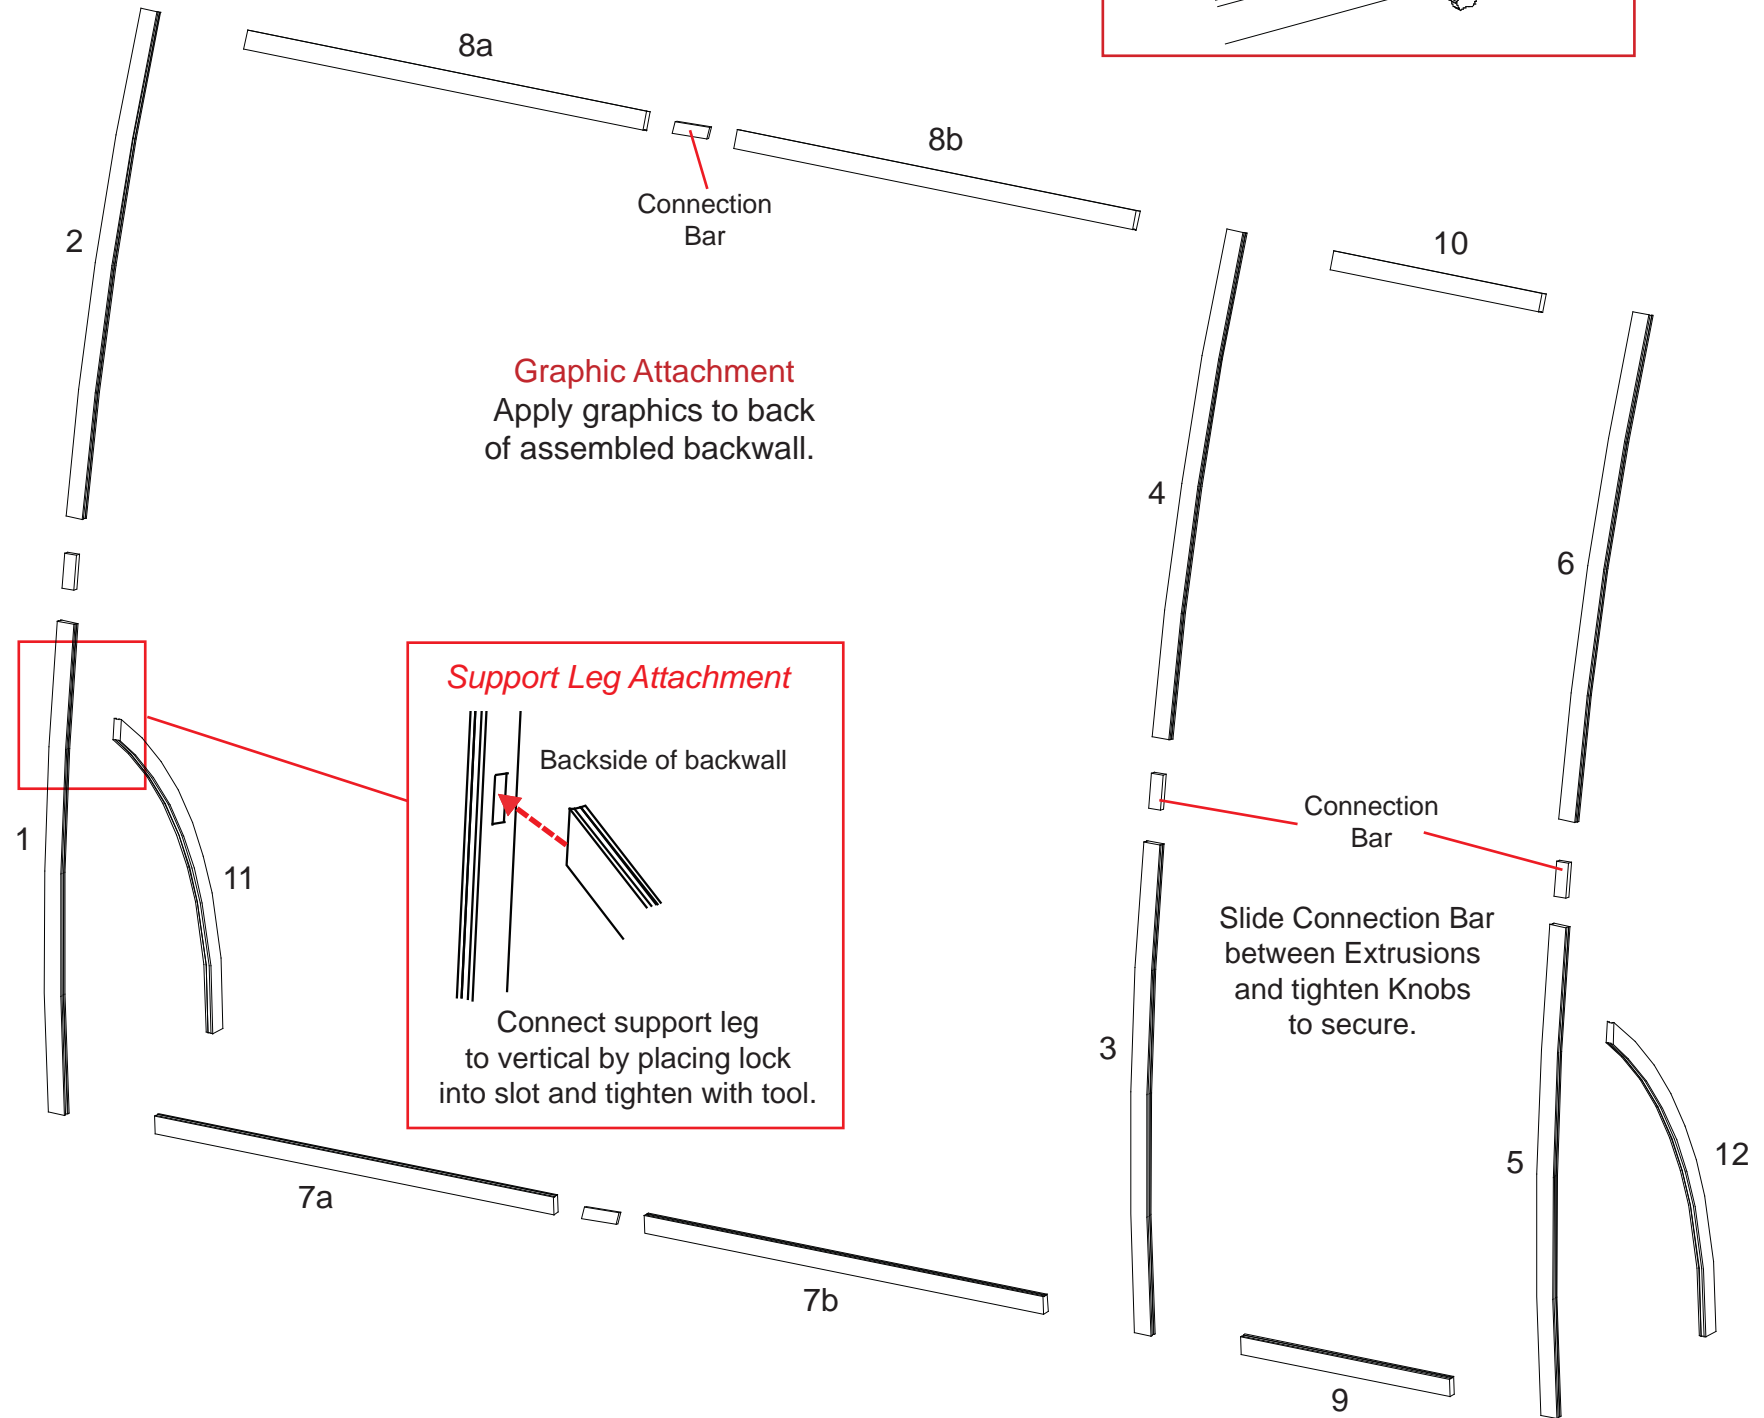 8a
8b
Connection
Bar
2
10
Graphic Attachment
Apply graphics to back
of assembled backwall.
4
6
Support Leg Attachment
Backside of backwall
Connection
Bar
1
11
Slide Connection Bar
between Extrusions
and tighten Knobs
to secure.
Connect support leg
to vertical by placing lock
into slot and tighten with tool.
3
5
12
7a
7b
9